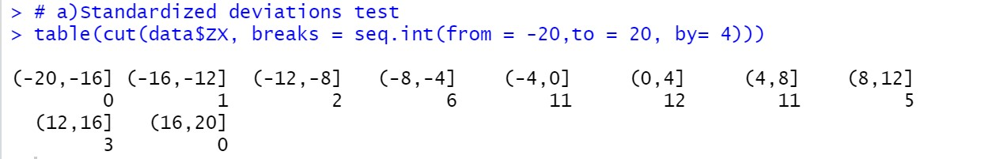 > # a)Standardized deviations test
> table(cut(data$ZX, breaks = seq.int(from = -20,to = 20, by= 4)))
(-20,-16] (-16,-12] (-12,-8] (-8,-4] (-4,0] (0,4] (4,8] (8,12]
0 1 2 6 11 12 11 5
(12,16] (16,20]
3 0